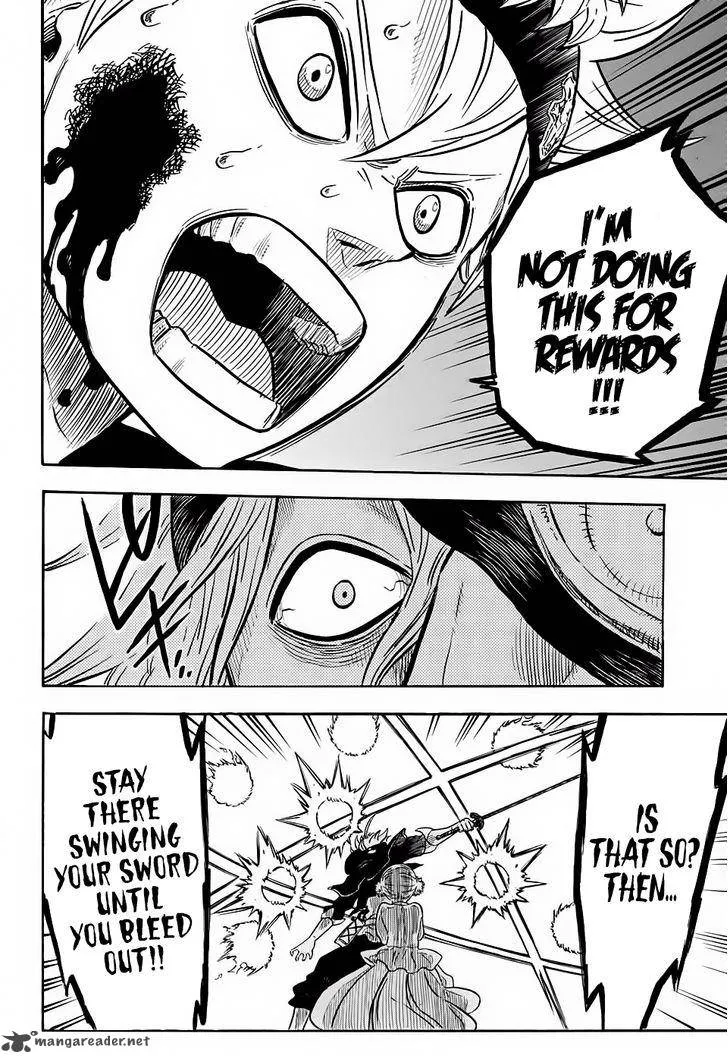 I'M
NOT DOING
THIS FOR
REWARDS
!!!
IS
THAT SO?
THEN...
STAY
THERE
SWINGING
YOUR SWORD
UNTIL
YOU BLEED
OUT!!
mangareader.net